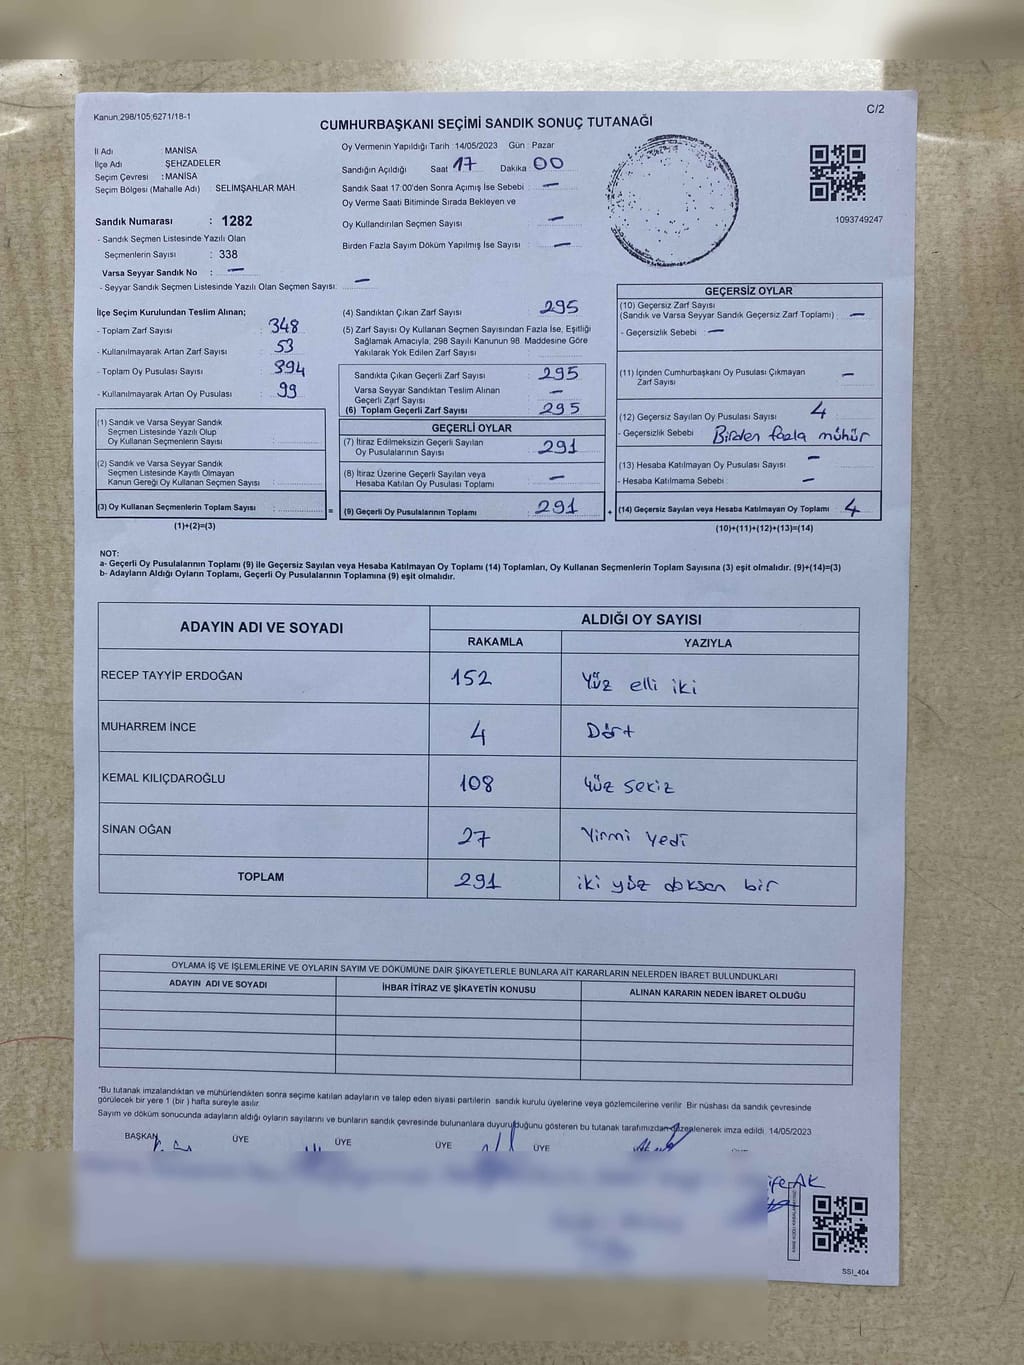 Kanun.298/105;6271/18-1
C/2
CUMHURBAŞKANI SEÇİMİ SANDIK SONUÇ TUTANAĞI
İl Adı : MANİSA
İlçe Adı : ŞEHZADELER
Seçim Çevresi : MANİSA
Seçim Bölgesi (Mahalle Adı) : SELİMŞAHLAR MAH.
Sandık Numarası : 1282
- Sandık Seçmen Listesinde Yazılı Olan
Seçmenlerin Sayısı : 338
Varsa Seyyar Sandık No : —
- Seyyar Sandık Seçmen Listesinde Yazılı Olan Seçmen Sayısı: —
Oy Vermenin Yapıldığı Tarih 14/05/2023 Gün : Pazar
Sandığın Açıldığı Saat 17 Dakika 00
Sandık Saat 17:00'den Sonra Açımış İse Sebebi —
Oy Verme Saati Bitiminde Sırada Bekleyen ve
Oy Kullandırılan Seçmen Sayısı : —
Birden Fazla Sayım Döküm Yapılmış İse Sayısı : —
1093749247
İlçe Seçim Kurulundan Teslim Alınan;
- Toplam Zarf Sayısı : 348
- Kullanılmayarak Artan Zarf Sayısı : 53
- Toplam Oy Pusulası Sayısı : 394
- Kullanılmayarak Artan Oy Pusulası : 99
(1) Sandık ve Varsa Seyyar Sandık
Seçmen Listesinde Yazılı Olup
Oy Kullanan Seçmenlerin Sayısı :
(2) Sandık ve Varsa Seyyar Sandık
Seçmen Listesinde Kayıtlı Olmayan
Kanun Gereği Oy Kullanan Seçmen Sayısı :
(3) Oy Kullanan Seçmenlerin Toplam Sayısı : =
(1)+(2)=(3)
(4) Sandıktan Çıkan Zarf Sayısı : 295
(5) Zarf Sayısı Oy Kullanan Seçmen Sayısından Fazla İse, Eşitliği
Sağlamak Amacıyla, 298 Sayılı Kanunun 98. Maddesine Göre
Yakılarak Yok Edilen Zarf Sayısı :
Sandıkta Çıkan Geçerli Zarf Sayısı : 295
Varsa Seyyar Sandıktan Teslim Alınan
Geçerli Zarf Sayısı : —
(6) Toplam Geçerli Zarf Sayısı : 295
GEÇERLİ OYLAR
(7) İtiraz Edilmeksizin Geçerli Sayılan
Oy Pusulalarının Sayısı : 291
(8) İtiraz Üzerine Geçerli Sayılan veya
Hesaba Katılan Oy Pusulası Toplamı : —
(9) Geçerli Oy Pusulalarının Toplamı : 291 +
GEÇERSİZ OYLAR
(10) Geçersiz Zarf Sayısı
(Sandık ve Varsa Seyyar Sandık Geçersiz Zarf Toplamı) : —
- Geçersizlik Sebebi : —
(11) İçinden Cumhurbaşkanı Oy Pusulası Çıkmayan
Zarf Sayısı : —
(12) Geçersiz Sayılan Oy Pusulası Sayısı : 4
- Geçersizlik Sebebi : Birden fazla mühür
(13) Hesaba Katılmayan Oy Pusulası Sayısı : —
- Hesaba Katılmama Sebebi : —
(14) Geçersiz Sayılan veya Hesaba Katılmayan Oy Toplamı : 4
(10)+(11)+(12)+(13)=(14)
NOT:
a- Geçerli Oy Pusulalarının Toplamı (9) ile Geçersiz Sayılan veya Hesaba Katılmayan Oy Toplamı (14) Toplamları, Oy Kullanan Seçmenlerin Toplam Sayısına (3) eşit olmalıdır. (9)+(14)=(3)
b- Adayların Aldığı Oyların Toplamı, Geçerli Oy Pusulalarının Toplamına (9) eşit olmalıdır.
ADAYIN ADI VE SOYADI
ALDIĞI OY SAYISI
RAKAMLA YAZIYLA
RECEP TAYYİP ERDOĞAN 152 Yüz elli iki
MUHARREM İNCE 4 Dört
KEMAL KILIÇDAROĞLU 108 Yüz sekiz
SİNAN OĞAN 27 Yirmi yedi
TOPLAM 291 iki yüz doksan bir
OYLAMA İŞ VE İŞLEMLERİNE VE OYLARIN SAYIM VE DÖKÜMÜNE DAİR ŞİKAYETLERLE BUNLARA AİT KARARLARIN NELERDEN İBARET BULUNDUKLARI
ADAYIN ADI VE SOYADI İHBAR İTİRAZ VE ŞİKAYETİN KONUSU ALINAN KARARIN NEDEN İBARET OLDUĞU
*Bu tutanak imzalandıktan ve mühürlendikten sonra seçime katılan adayların ve talep eden siyasi partilerin sandık kurulu üyelerine veya gözlemcilerine verilir. Bir nüshası da sandık çevresinde
görülecek bir yere 1 (bir) hafta süreyle asılır.
Sayım ve döküm sonucunda adayların aldığı oyların sayılarını ve bunların sandık çevresinde bulunanlara duyurulduğunu gösteren bu tutanak tarafımızdan düzenlenerek imza edildi. 14/05/2023
BAŞKAN ÜYE ÜYE ÜYE ÜYE
AK
SSI_404